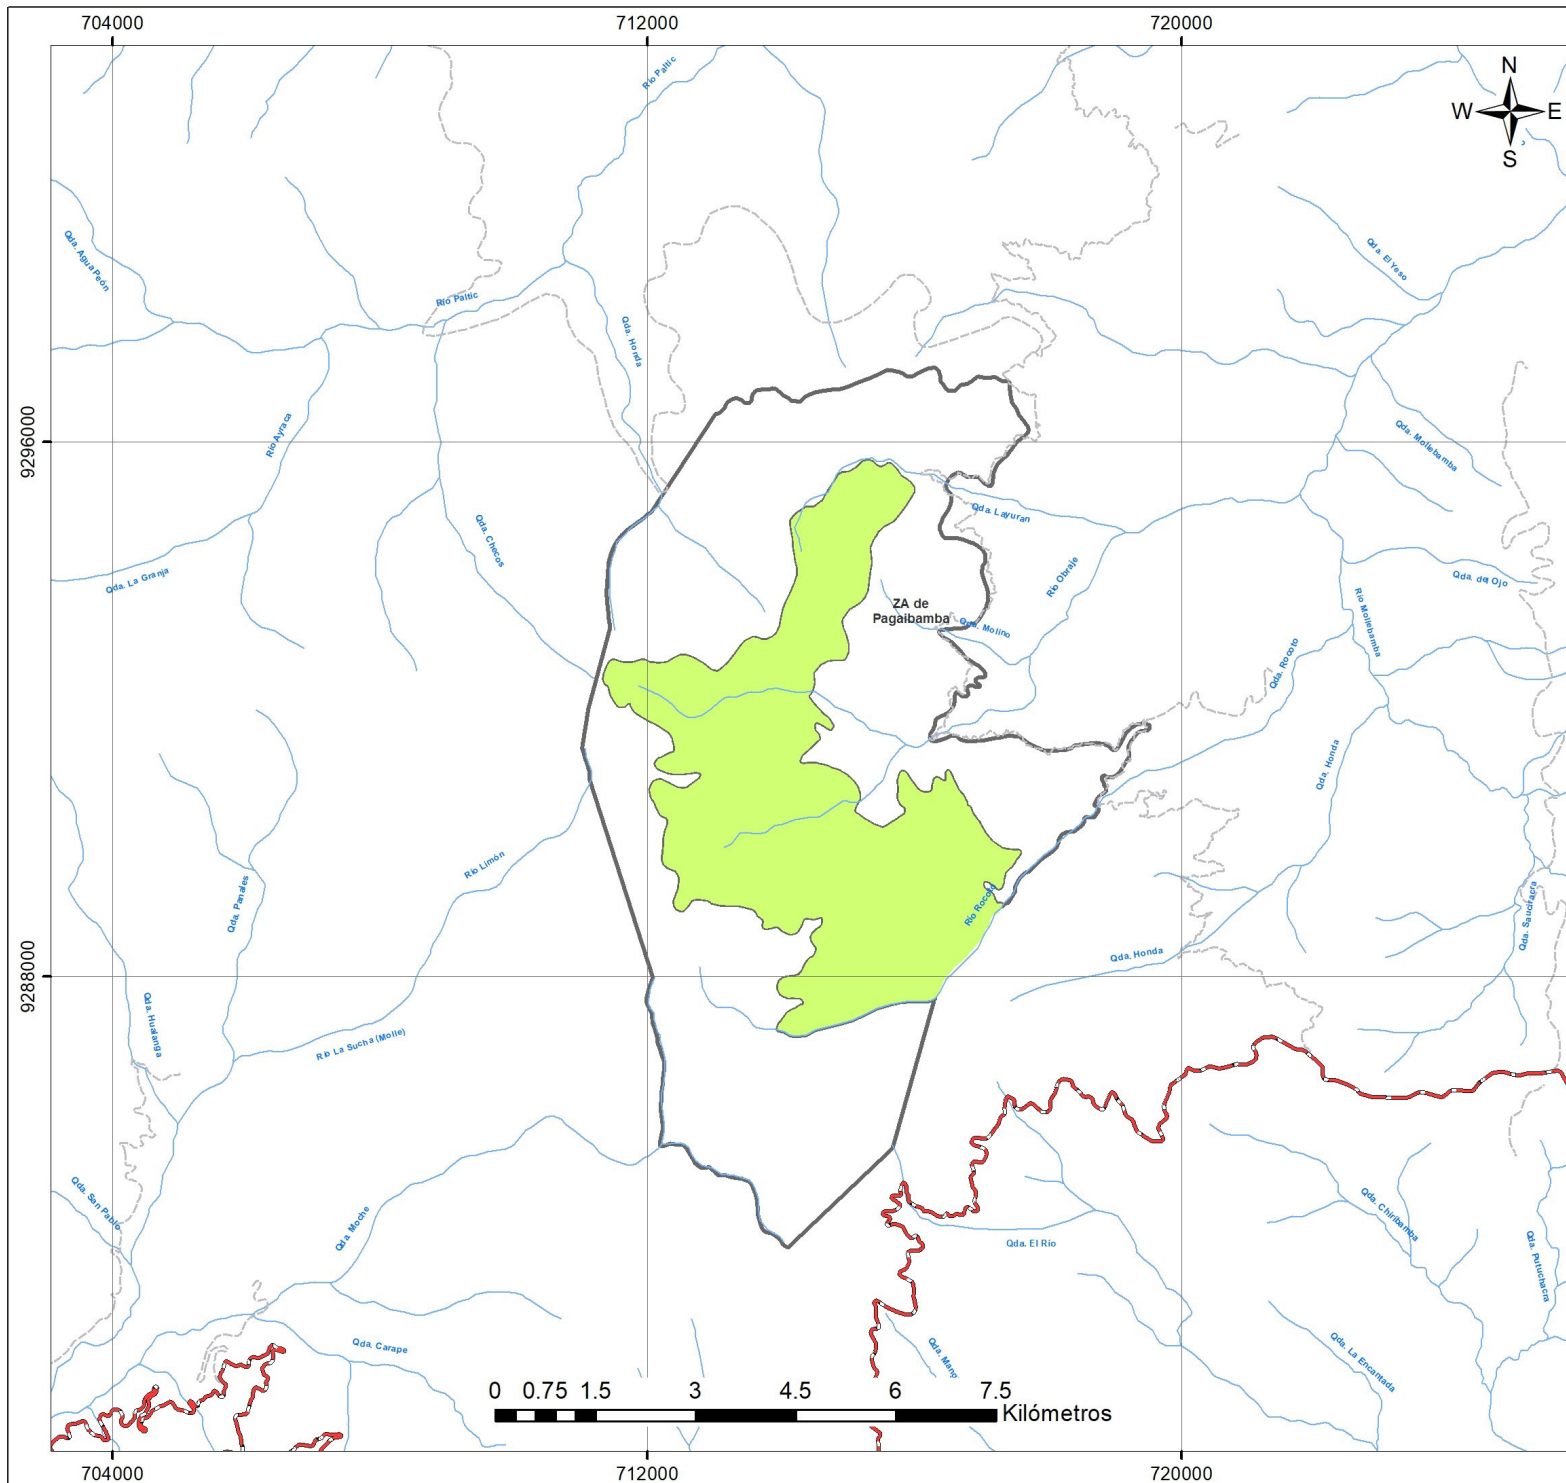 704000
712000
720000
N
W
E
S
Río Paltic
Qda. Agua Peón
Qda. El Yeso
Río Paltic
Qda. Honda
9296000
Río Ayraca
Qda. Mollebamba
Qda. Layuran
Qda. Checos
Qda. La Granja
Río Obraje
Qda. del Ojo
ZA de
Pagaibamba
Qda. Molino
Río Mollebamba
Qda. Rocoto
Qda. Honda
Río Limón
Qda. Panales
Río Rocoto
Qda. Saucipacra
9288000
Qda. Honda
Qda. Hualanga
Río La Sucha (Molle)
Qda. San Pablo
Qda. Moche
Qda. El Río
Qda. Chiribamba
Qda. Putuchacra
Qda. Carape
Qda. Mang
Qda. La Encantada
0 0.75 1.5 3 4.5 6 7.5
Kilómetros
704000
712000
720000